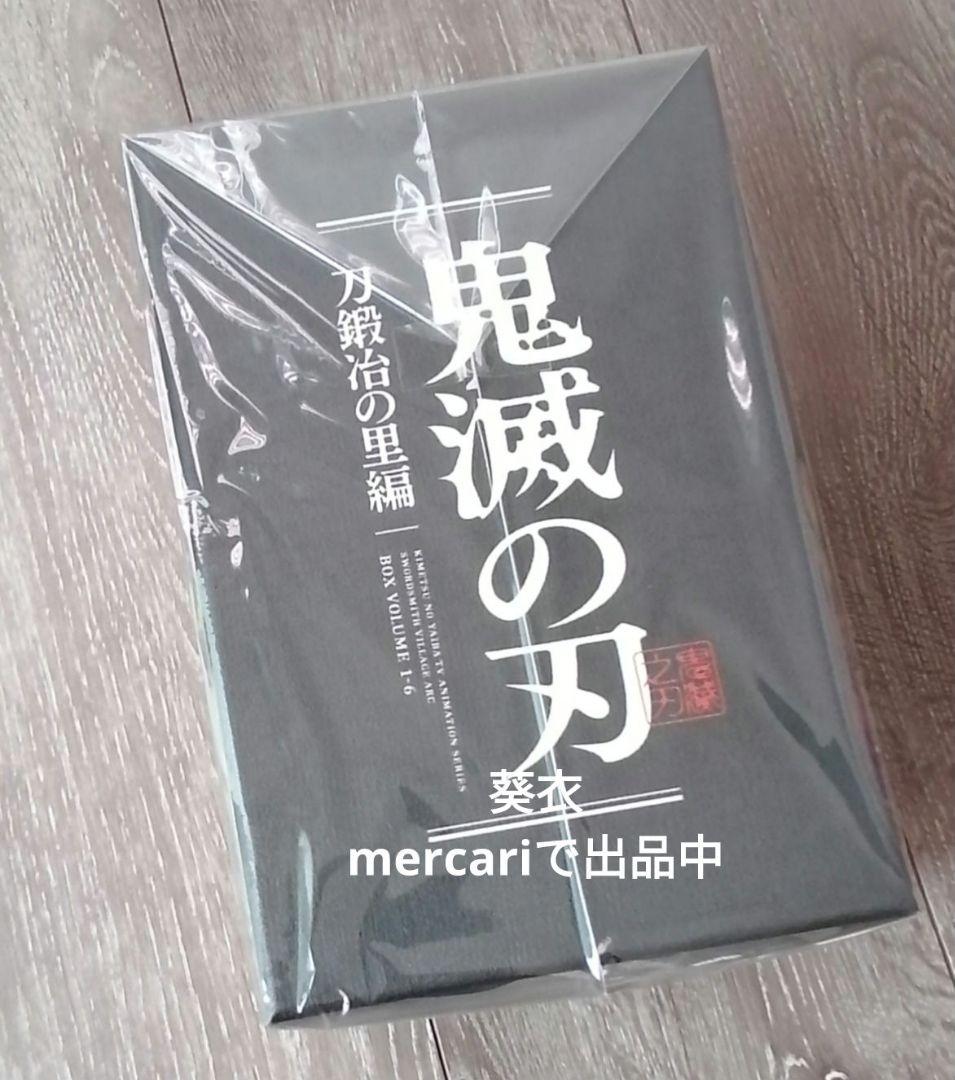 鬼滅の刃
刀鍛冶の里編
KIMETSU NO YAIBA TV ANIMATION SERIES
SWORDSMITH VILLAGE ARC
BOX VOLUME 1-6
葵衣
mercariで出品中